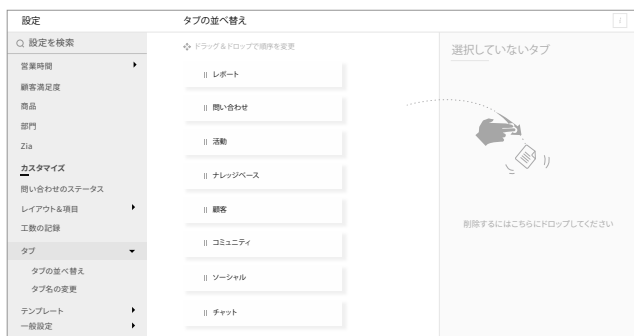 設定
タブの並べ替え
設定を検索
営業時間
顧客満足度
商品
部門
Zia
カスタマイズ
問い合わせのステータス
レイアウト&項目
工数の記録
タブ
タブの並べ替え
タブ名の変更
テンプレート
一般設定
ドラッグ&ドロップで順序を変更
レポート
問い合わせ
活動
ナレッジベース
顧客
コミュニティ
ソーシャル
チャット
選択していないタブ
削除するにはこちらにドロップしてください